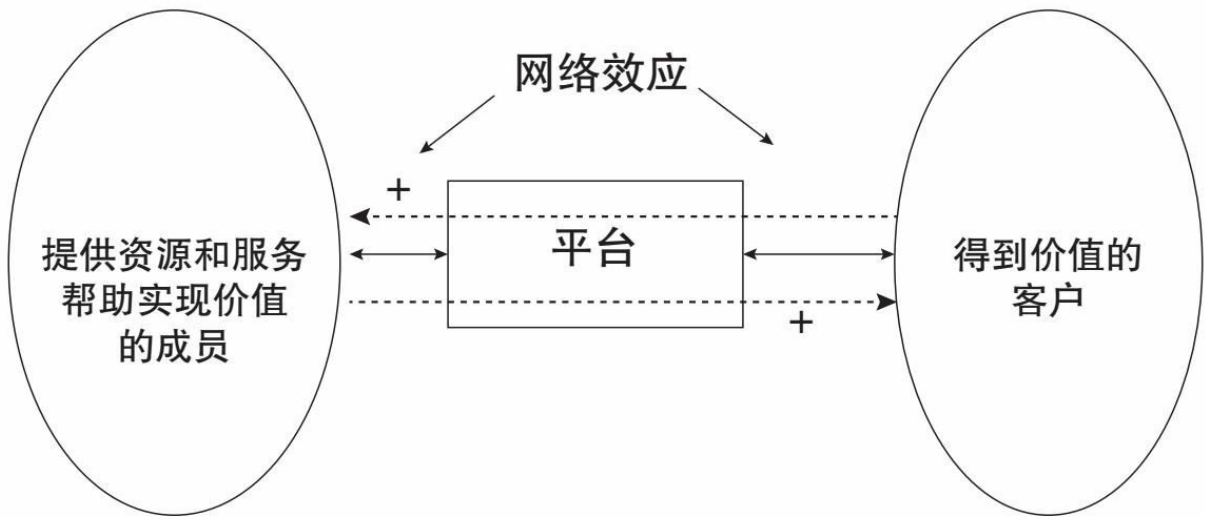 网络效应
+
提供资源和服务
帮助实现价值
的成员
平台
得到价值的
客户
+